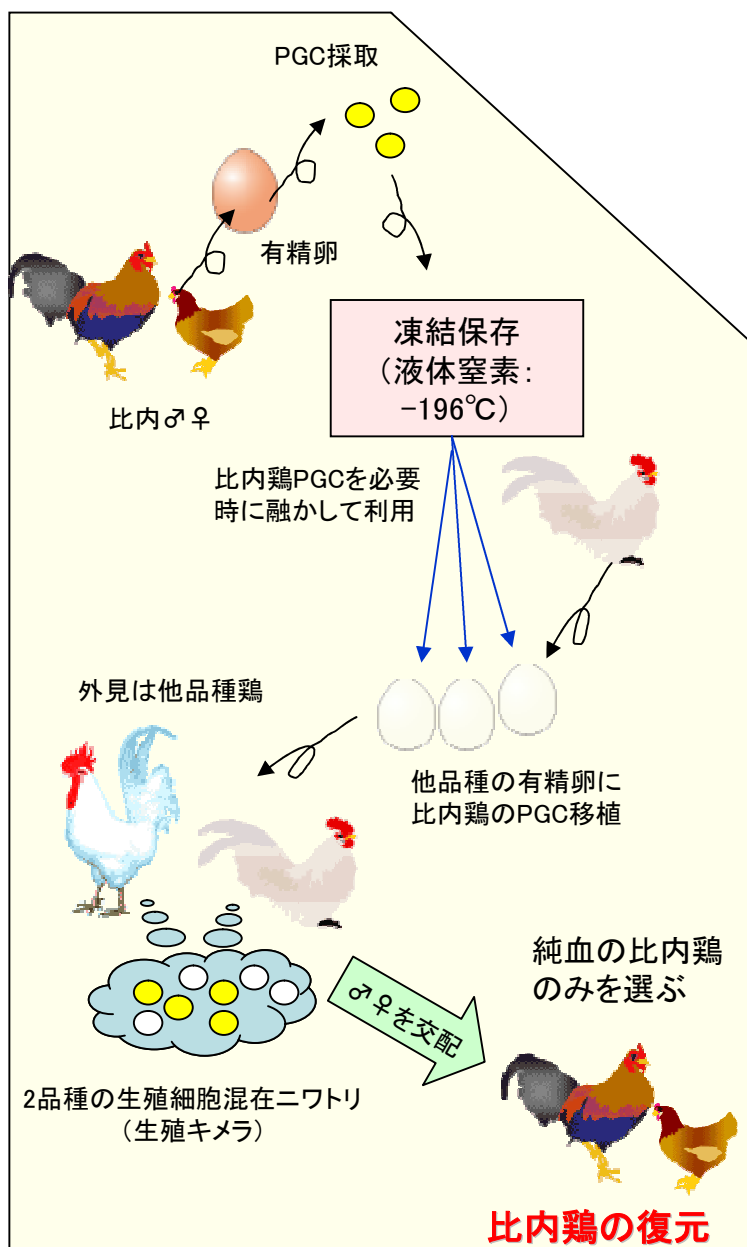 PGC採取
有精卵
比内♂♀
凍結保存
（液体窒素：
-196℃）
比内鶏PGCを必要
時に融かして利用
外見は他品種鶏
他品種の有精卵に
比内鶏のPGC移植
純血の比内鶏
のみを選ぶ
♂♀を交配
2品種の生殖細胞混在ニワトリ
（生殖キメラ）
比内鶏の復元